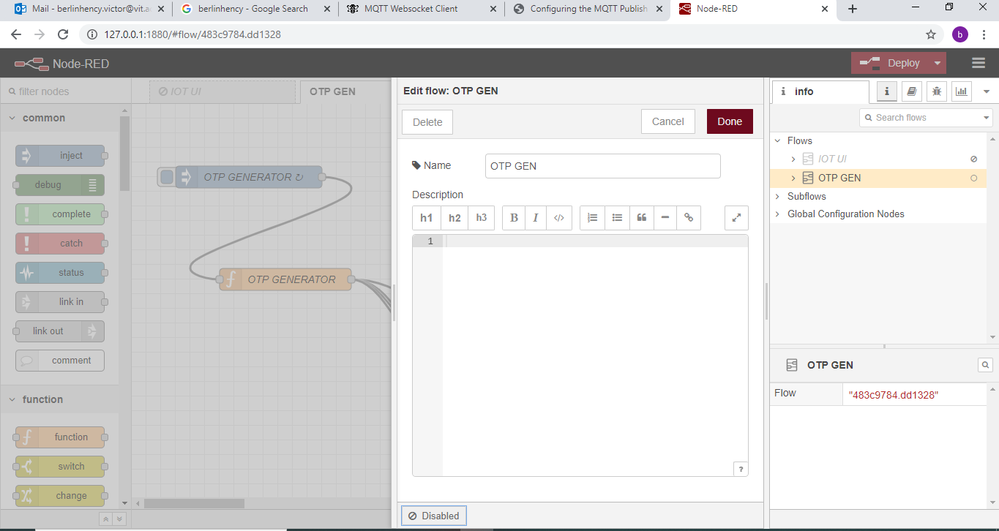 Mail - berlinhency.victor@vit.a
berlinhency - Google Search
MQTT Websocket Client
Configuring the MQTT Publish
Node-RED
127.0.0.1:1880/#flow/483c9784.dd1328
b
Node-RED
Deploy
filter nodes
IOT UI
OTP GEN
Edit flow: OTP GEN
i info
i
Search flows
common
Delete
Cancel
Done
Flows
inject
OTP GENERATOR ↻
Name
OTP GEN
IOT UI
debug
OTP GEN
complete
Description
Subflows
h1 h2 h3 B I </>
Global Configuration Nodes
catch
1
status
OTP GENERATOR
link in
link out
comment
OTP GEN
function
Flow
"483c9784.dd1328"
function
switch
?
change
Disabled